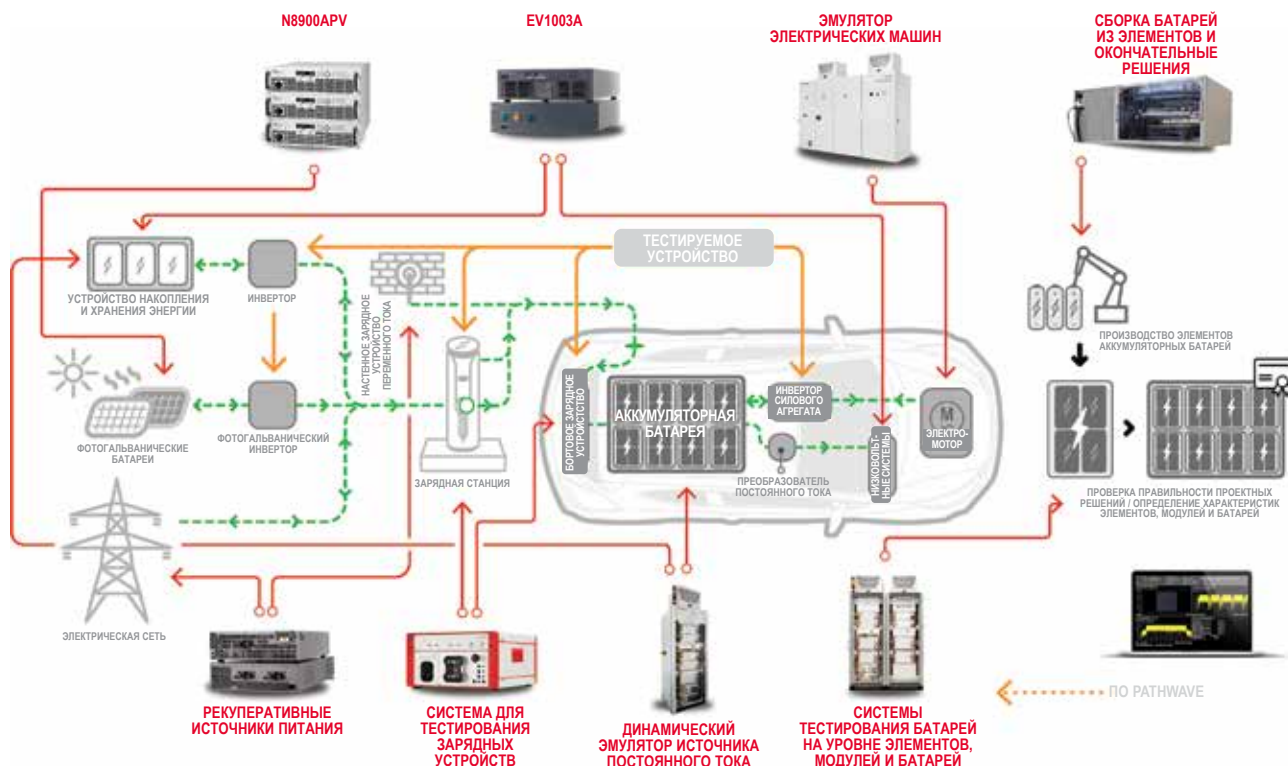 N8900APV
EV1003A
ЭМУЛЯТОР
ЭЛЕКТРИЧЕСКИХ МАШИН
СБОРКА БАТАРЕЙ
ИЗ ЭЛЕМЕНТОВ И
ОКОНЧАТЕЛЬНЫЕ
РЕШЕНИЯ
ТЕСТИРУЕМОЕ
УСТРОЙСТВО
УСТРОЙСТВО НАКОПЛЕНИЯ
И ХРАНЕНИЯ ЭНЕРГИИ
ИНВЕРТОР
НАСТЕННОЕ ЗАРЯДНОЕ
УСТРОЙСТВО
ПЕРЕМЕННОГО ТОКА
ПРОИЗВОДСТВО ЭЛЕМЕНТОВ
АККУМУЛЯТОРНЫХ БАТАРЕЙ
ФОТОГАЛЬВАНИЧЕСКИЕ
БАТАРЕИ
ФОТОГАЛЬВАНИЧЕСКИЙ
ИНВЕРТОР
ЗАРЯДНАЯ СТАНЦИЯ
БОРТОВОЕ ЗАРЯДНОЕ
УСТРОЙСТСТВО
АККУМУЛЯТОРНАЯ
БАТАРЕЯ
ИНВЕРТОР
СИЛОВОГО
АГРЕГАТА
ПРЕОБРАЗОВАТЕЛЬ
ПОСТОЯННОГО ТОКА
НИЗКОВОЛЬТ-
НЫЕ СИСТЕМЫ
M
ЭЛЕКТРО-
МОТОР
ПРОВЕРКА ПРАВИЛЬНОСТИ ПРОЕКТНЫХ
РЕШЕНИЙ / ОПРЕДЕЛЕНИЕ ХАРАКТЕРИСТИК
ЭЛЕМЕНТОВ, МОДУЛЕЙ И БАТАРЕЙ
ЭЛЕКТРИЧЕСКАЯ СЕТЬ
РЕКУПЕРАТИВНЫЕ
ИСТОЧНИКИ ПИТАНИЯ
СИСТЕМА ДЛЯ
ТЕСТИРОВАНИЯ
ЗАРЯДНЫХ
УСТРОЙСТВ
ДИНАМИЧЕСКИЙ
ЭМУЛЯТОР ИСТОЧНИКА
ПОСТОЯННОГО ТОКА
СИСТЕМЫ
ТЕСТИРОВАНИЯ БАТАРЕЙ
НА УРОВНЕ ЭЛЕМЕНТОВ,
МОДУЛЕЙ И БАТАРЕЙ
ПО PATHWAVE